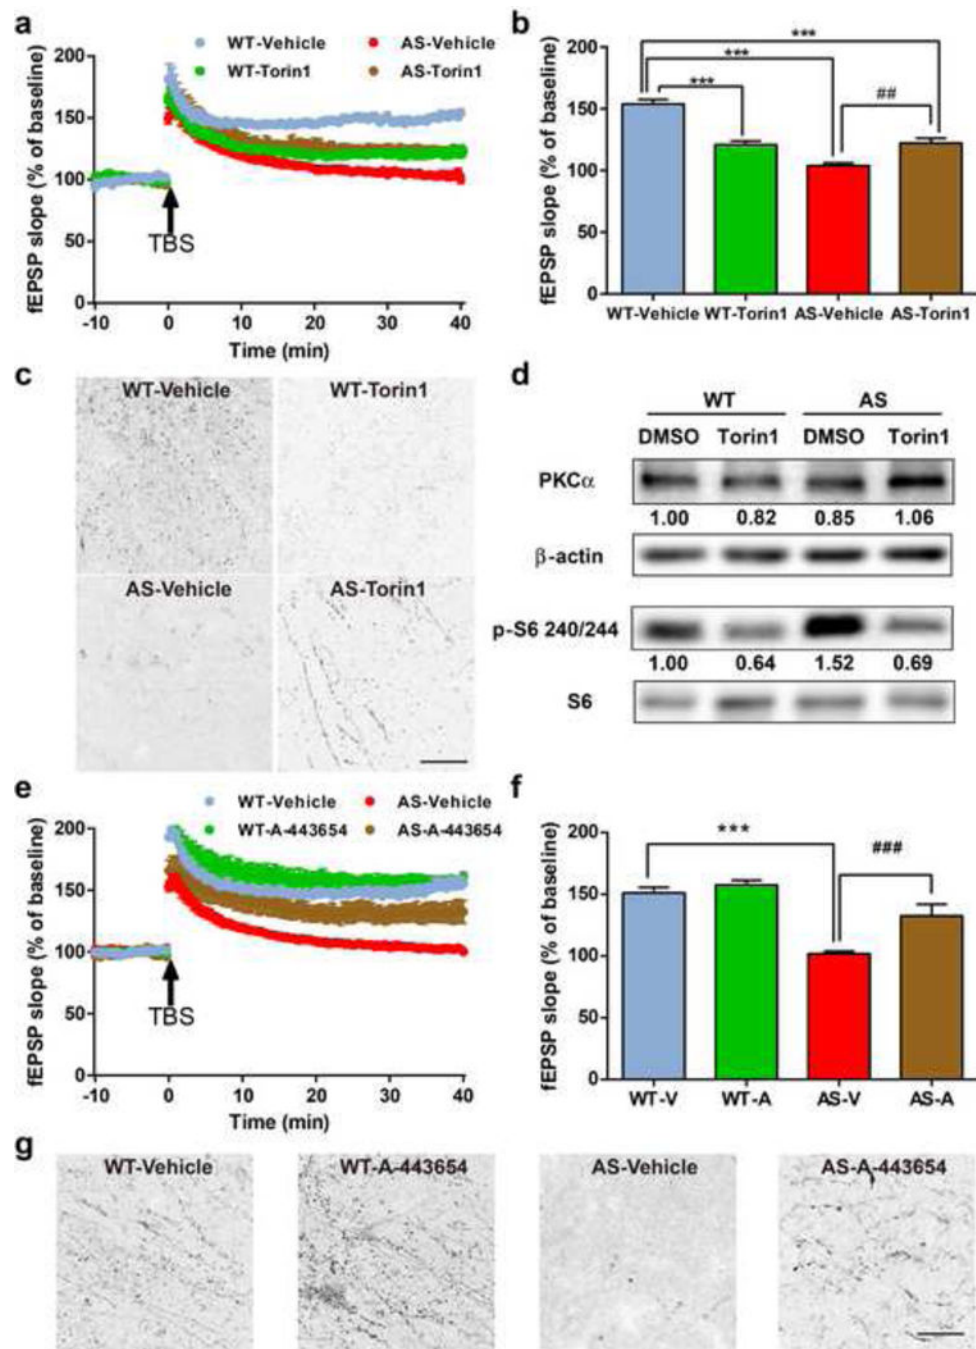 a
WT-Vehicle AS-Vehicle
WT-Torin1 AS-Torin1
fEPSP slope (% of baseline)
200
150
100
50
0
TBS
-10 0 10 20 30 40
Time (min)
b
fEPSP slope (% of baseline)
200
150
100
50
0
***
***
***
##
WT-Vehicle WT-Torin1 AS-Vehicle AS-Torin1
c
WT-Vehicle WT-Torin1
AS-Vehicle AS-Torin1
d
WT AS
DMSO Torin1 DMSO Torin1
PKCα
1.00 0.82 0.85 1.06
β-actin
p-S6 240/244
1.00 0.64 1.52 0.69
S6
e
WT-Vehicle AS-Vehicle
WT-A-443654 AS-A-443654
fEPSP slope (% of baseline)
200
150
100
50
0
TBS
-10 0 10 20 30 40
Time (min)
f
fEPSP slope (% of baseline)
200
150
100
50
0
***
###
WT-V WT-A AS-V AS-A
g
WT-Vehicle WT-A-443654 AS-Vehicle AS-A-443654